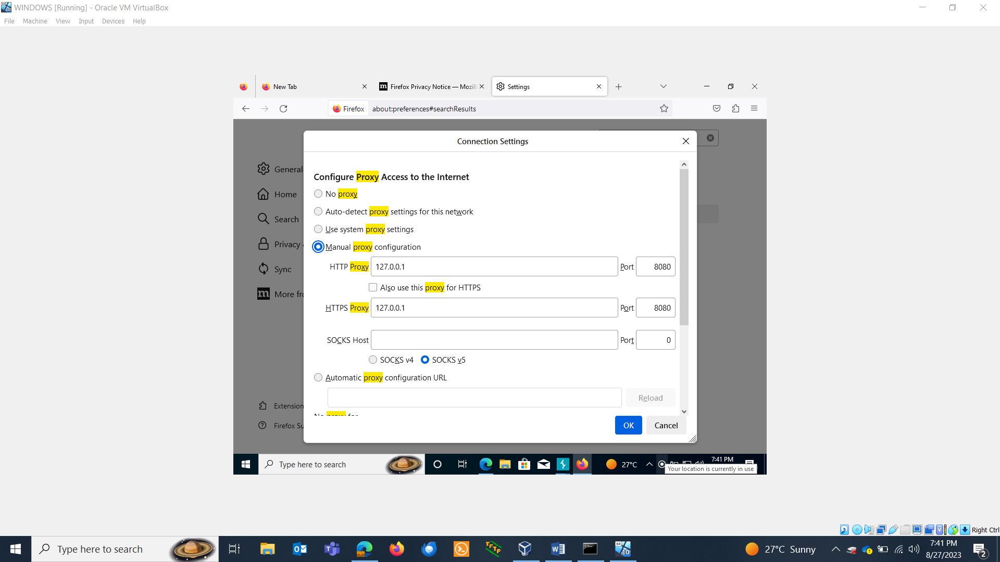 WINDOWS [Running] - Oracle VM VirtualBox
File Machine View Input Devices Help
New Tab
Firefox Privacy Notice — Mozill
Settings
Firefox about:preferences#searchResults
Connection Settings
General
Home
Search
Privacy
Sync
More fr
Extension
Firefox Su
Configure Proxy Access to the Internet
No proxy
Auto-detect proxy settings for this network
Use system proxy settings
Manual proxy configuration
HTTP Proxy 127.0.0.1 Port 8080
Also use this proxy for HTTPS
HTTPS Proxy 127.0.0.1 Port 8080
SOCKS Host Port 0
SOCKS v4 SOCKS v5
Automatic proxy configuration URL
Reload
No proxy for
OK Cancel
Type here to search
27°C
7:41 PM
Your location is currently in use
Right Ctrl
Type here to search
27°C Sunny
7:41 PM
8/27/2023
2